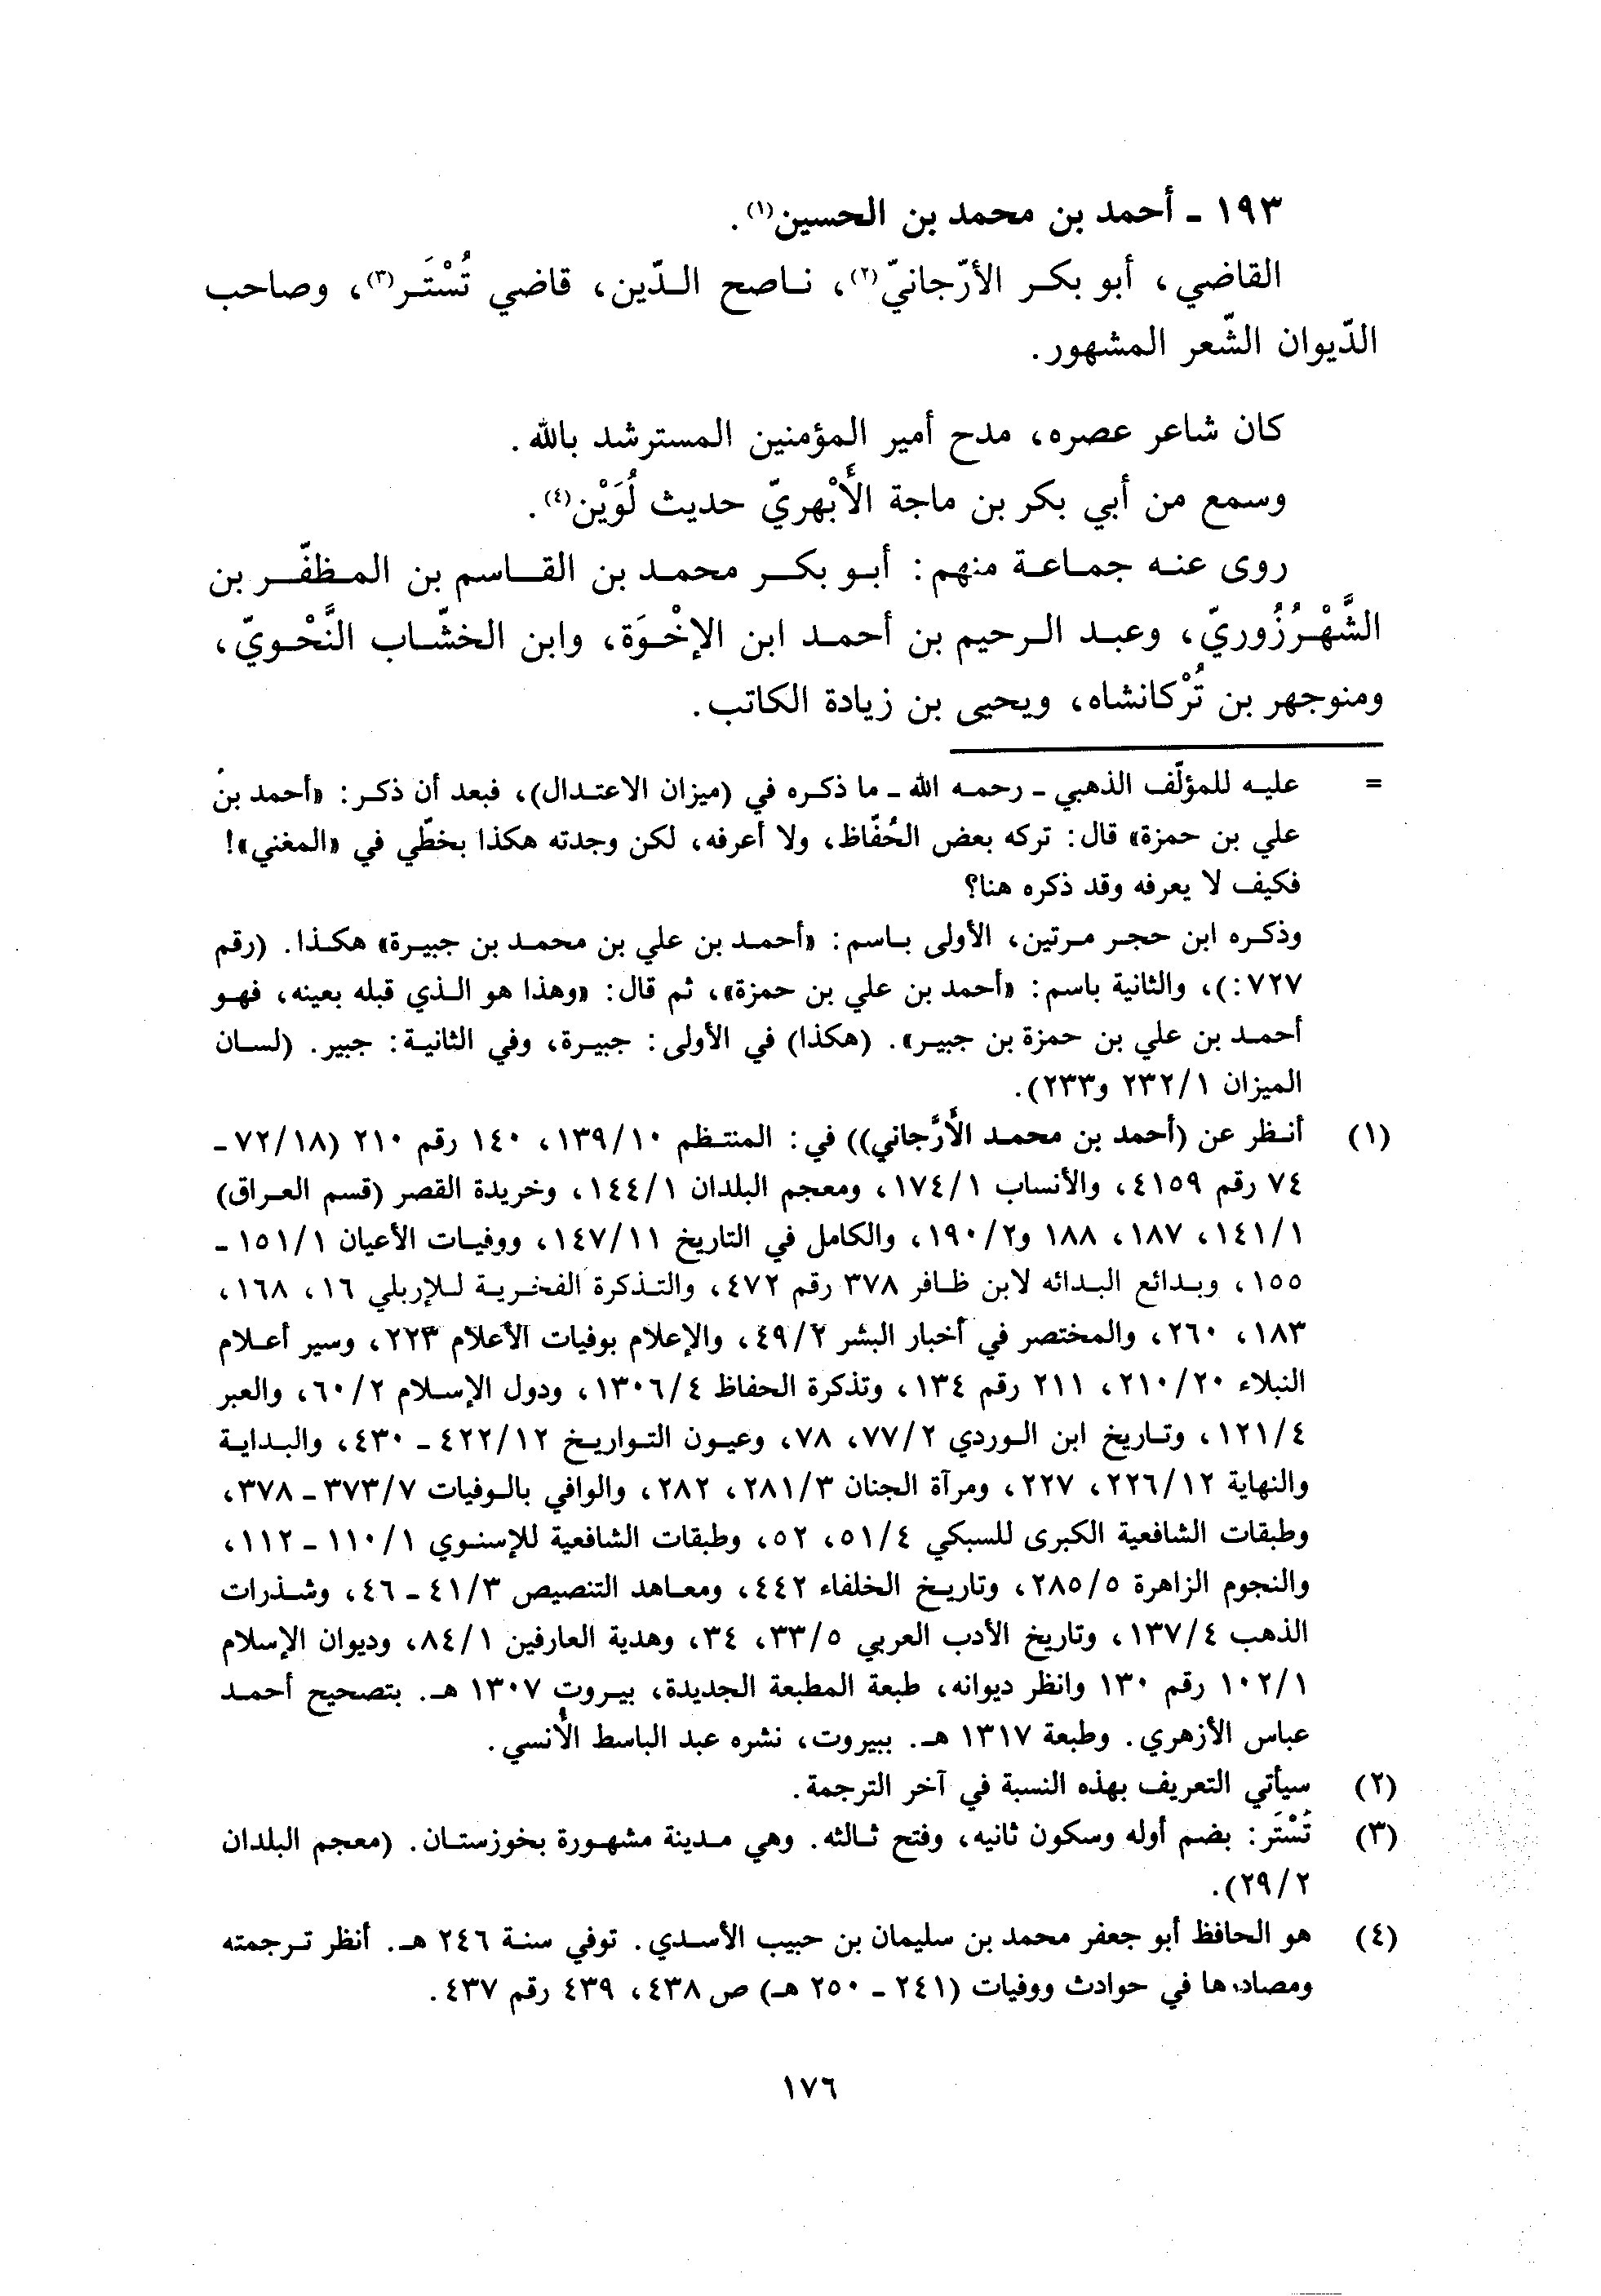 ١٩٣ - أحمد بن محمد بن الحسين(١).
القاضي، أبو بكر الأرّجانيّ(٢)، ناصح الدّين، قاضي تُسْتَر(٣)، وصاحب
الدّيوان الشّعر المشهور.
كان شاعر عصره، مدح أمير المؤمنين المسترشد بالله.
وسمع من أبي بكر بن ماجة الأَبْهريّ حديث لُوَيْن(٤).
روى عنه جماعة منهم: أبو بكر محمد بن القاسم بن المظفّر بن
الشَّهْرُزُوريّ، وعبد الرحيم بن أحمد ابن الإخْوَة، وابن الخشّاب النَّحْويّ،
ومنوجهر بن تُرْكانشاه، ويحيى بن زيادة الكاتب.
= عليه للمؤلّف الذهبي - رحمه الله - ما ذكره في (ميزان الاعتدال)، فبعد أن ذكر: «أحمد بن
علي بن حمزة» قال: تركه بعض الحُفّاظ، ولا أعرفه، لكن وجدته هكذا بخطّي في «المغني»!
فكيف لا يعرفه وقد ذكره هنا؟
وذكره ابن حجر مرتين، الأولى باسم: «أحمد بن علي بن محمد بن جبيرة» هكذا. (رقم
٧٢٧:)، والثانية باسم: «أحمد بن علي بن حمزة»، ثم قال: «وهذا هو الذي قبله بعينه، فهو
أحمد بن علي بن حمزة بن جبير». (هكذا) في الأولى: جبيرة، وفي الثانية: جبير. (لسان
الميزان ١/٢٣٢ و٢٣٣).
(١) أنظر عن (أحمد بن محمد الأَرَّجاني)) في: المنتظم ١٠/١٣٩، ١٤٠ رقم ٢١٠ (١٨/٧٢ -
٧٤ رقم ٤١٥٩، والأنساب ١/١٧٤، ومعجم البلدان ١/١٤٤، وخريدة القصر (قسم العراق)
١/١٤١، ١٨٧، ١٨٨ و٢/١٩٠، والكامل في التاريخ ١١/١٤٧، ووفيات الأعيان ١/١٥١ -
١٥٥، وبدائع البدائه لابن ظافر ٣٧٨ رقم ٤٧٢، والتذكرة الفخرية للإربلي ١٦، ١٦٨،
١٨٣، ٢٦٠، والمختصر في أخبار البشر ٢/٤٩، والإعلام بوفيات الأعلام ٢٢٣، وسير أعلام
النبلاء ٢٠/٢١٠، ٢١١ رقم ١٣٤، وتذكرة الحفاظ ٤/١٣٠٦، ودول الإسلام ٢/٦٠، والعبر
٤/١٢١، وتاريخ ابن الوردي ٢/٧٧، ٧٨، وعيون التواريخ ١٢/٤٢٢ - ٤٣٠، والبداية
والنهاية ١٢/٢٢٦، ٢٢٧، ومرآة الجنان ٣/٢٨١، ٢٨٢، والوافي بالوفيات ٧/٣٧٣ - ٣٧٨،
وطبقات الشافعية الكبرى للسبكي ٤/٥١، ٥٢، وطبقات الشافعية للإسنوي ١/١١٠ - ١١٢،
والنجوم الزاهرة ٥/٢٨٥، وتاريخ الخلفاء ٤٤٢، ومعاهد التنصيص ٣/٤١ - ٤٦، وشذرات
الذهب ٤/١٣٧، وتاريخ الأدب العربي ٥/٣٣، ٣٤، وهدية العارفين ١/٨٤، وديوان الإسلام
١/١٠٢ رقم ١٣٠ وانظر ديوانه، طبعة المطبعة الجديدة، بيروت ١٣٠٧ هـ. بتصحيح أحمد
عباس الأزهري. وطبعة ١٣١٧ هـ. ببيروت، نشره عبد الباسط الأنسي.
(٢) سيأتي التعريف بهذه النسبة في آخر الترجمة.
(٣) تُسْتَر: بضم أوله وسكون ثانيه، وفتح ثالثه. وهي مدينة مشهورة بخوزستان. (معجم البلدان
٢/٢٩).
(٤) هو الحافظ أبو جعفر محمد بن سليمان بن حبيب الأسدي. توفي سنة ٢٤٦ هـ. أنظر ترجمته
ومصادرها في حوادث ووفيات (٢٤١ - ٢٥٠ هـ) ص ٤٣٨، ٤٣٩ رقم ٤٣٧.
١٧٦